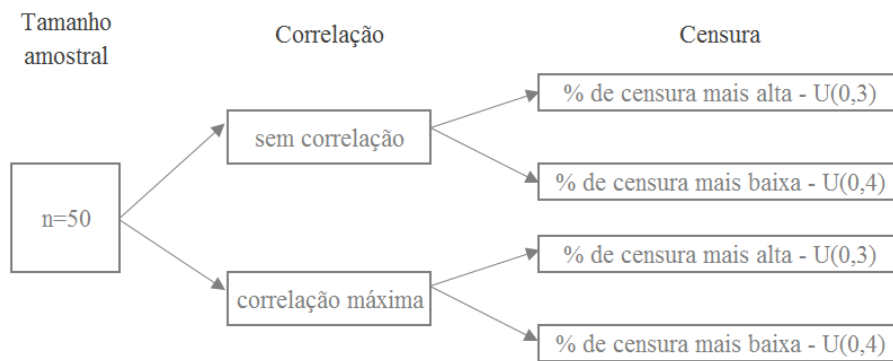 Tamanho
amostral
Correlação
Censura
n=50
sem correlação
% de censura mais alta - U(0,3)
% de censura mais baixa - U(0,4)
correlação máxima
% de censura mais alta - U(0,3)
% de censura mais baixa - U(0,4)